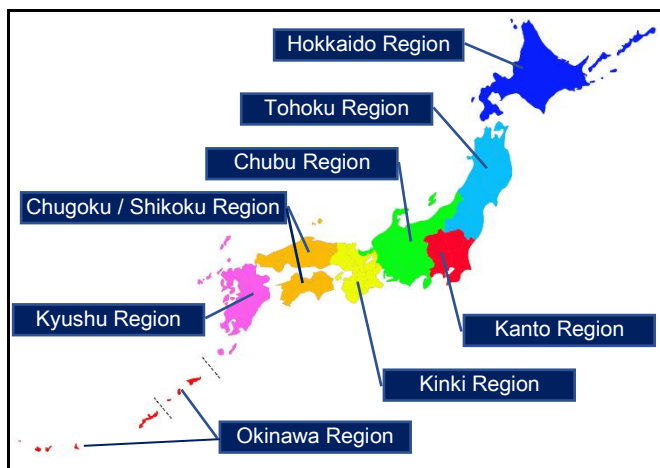 Hokkaido Region
Tohoku Region
Chubu Region
Chugoku / Shikoku Region
Kyushu Region
Kanto Region
Kinki Region
Okinawa Region